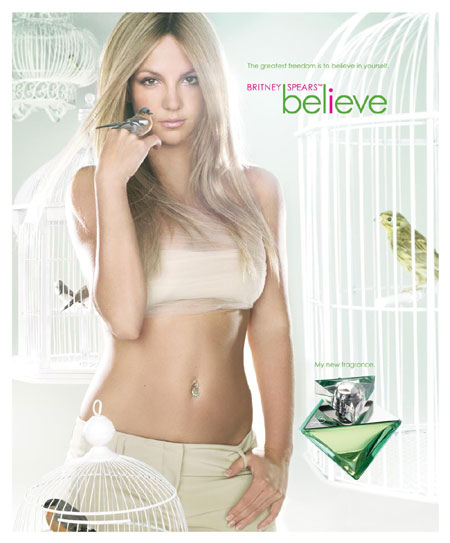 The greatest freedom is to believe in yourself.
BRITNEY SPEARS™
believe
My new fragrance.